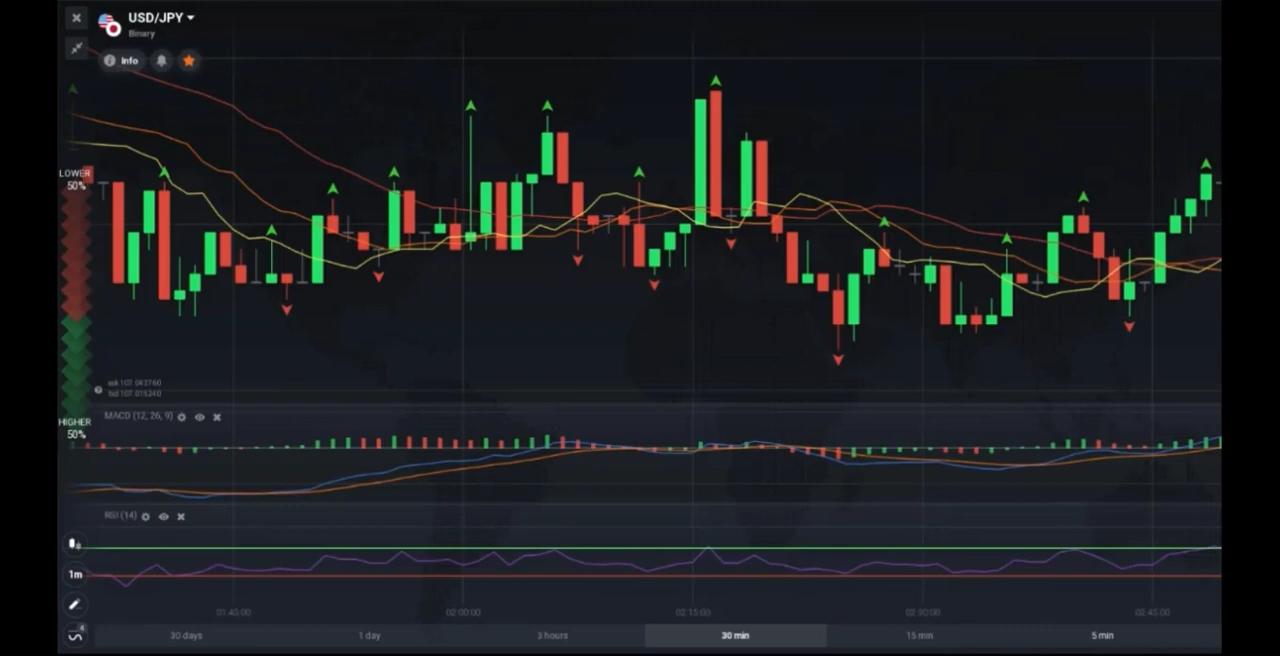 USD/JPY
Binary
Info
LOWER
50%
HIGHER
50%
MACD (12, 26, 9)
RSI (14)
1m
4
01:45:00
02:00:00
02:15:00
02:30:00
02:45:00
30 days
1 day
3 hours
30 min
15 min
5 min